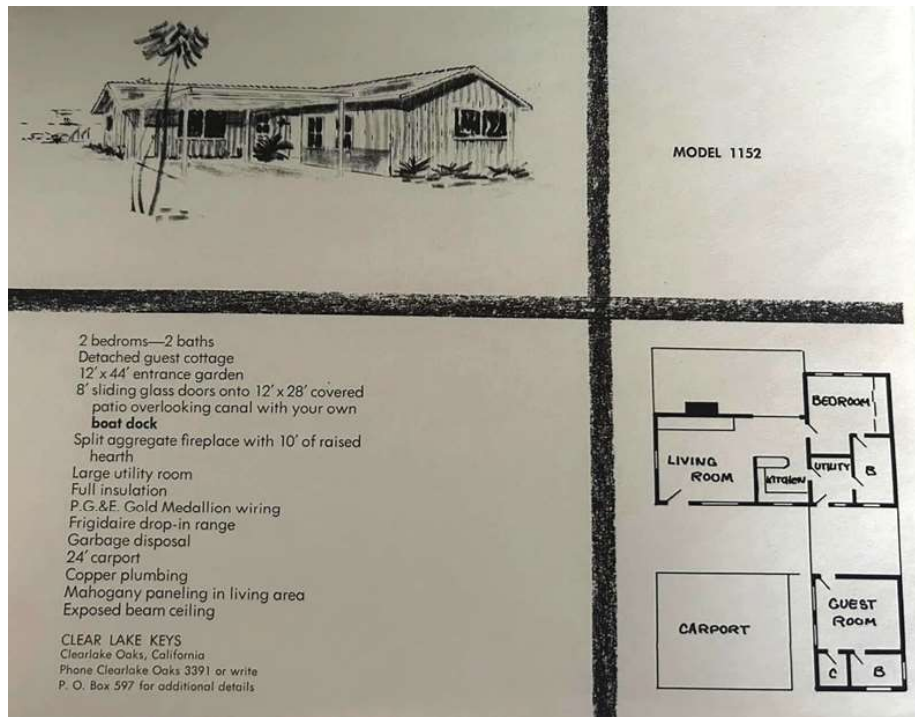 MODEL 1152
2 bedroms—2 baths
Detached guest cottage
12' x 44' entrance garden
8' sliding glass doors onto 12' x 28' covered
patio overlooking canal with your own
boat dock
Split aggregate fireplace with 10' of raised
hearth
Large utility room
Full insulation
P.G.&E. Gold Medallion wiring
Frigidaire drop-in range
Garbage disposal
24' carport
Copper plumbing
Mahogany paneling in living area
Exposed beam ceiling
CLEAR LAKE KEYS
Clearlake Oaks, California
Phone Clearlake Oaks 3391 or write
P. O. Box 597 for additional details
BEDROOM
LIVING
ROOM
KITCHEN
UTILITY
B
GUEST
ROOM
CARPORT
C
B